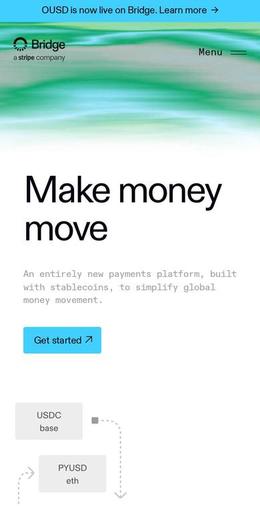 OUSD is now live on Bridge. Learn more →
Bridge
a stripe company
Menu
Make money
move
An entirely new payments platform, built
with stablecoins, to simplify global
money movement.
Get started ↗
USDC
base
PYUSD
eth